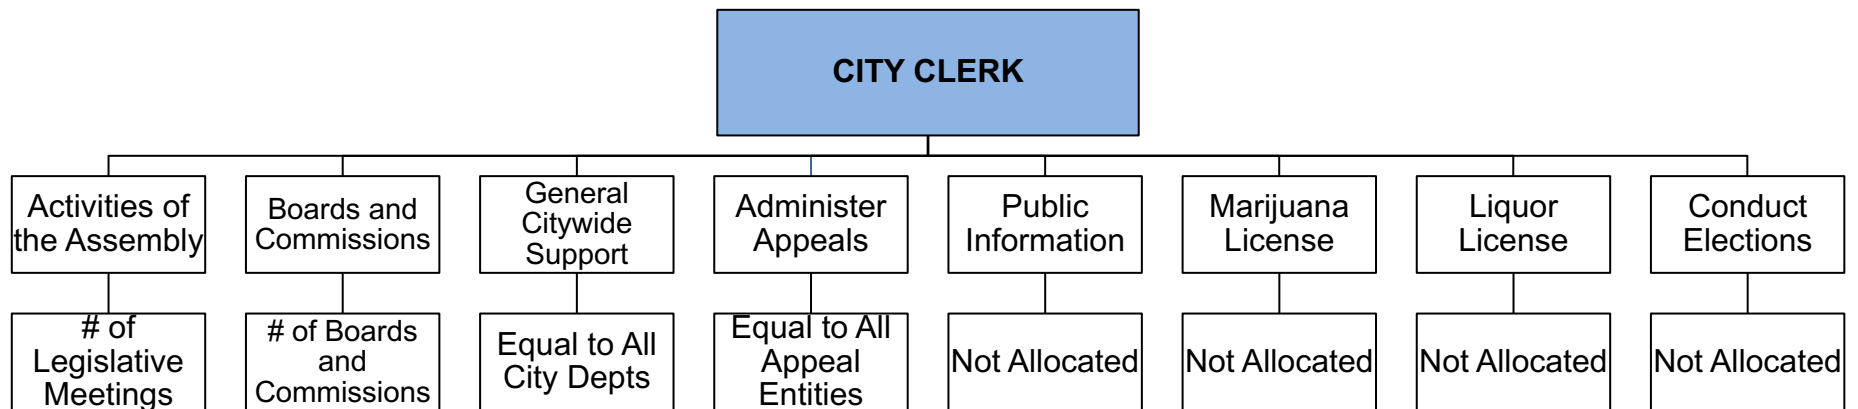 CITY CLERK
Activities of
the Assembly
Boards and
Commissions
General
Citywide
Support
Administer
Appeals
Public
Information
Marijuana
License
Liquor
License
Conduct
Elections
# of
Legislative
Meetings
# of Boards
and
Commissions
Equal to All
City Depts
Equal to All
Appeal
Entities
Not Allocated
Not Allocated
Not Allocated
Not Allocated